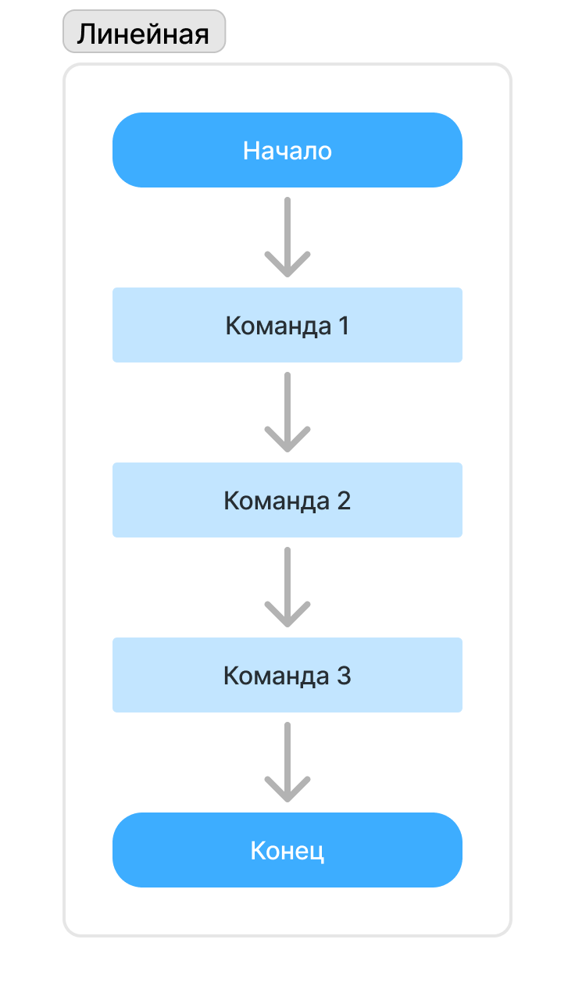 Линейная
Начало
Команда 1
Команда 2
Команда 3
Конец